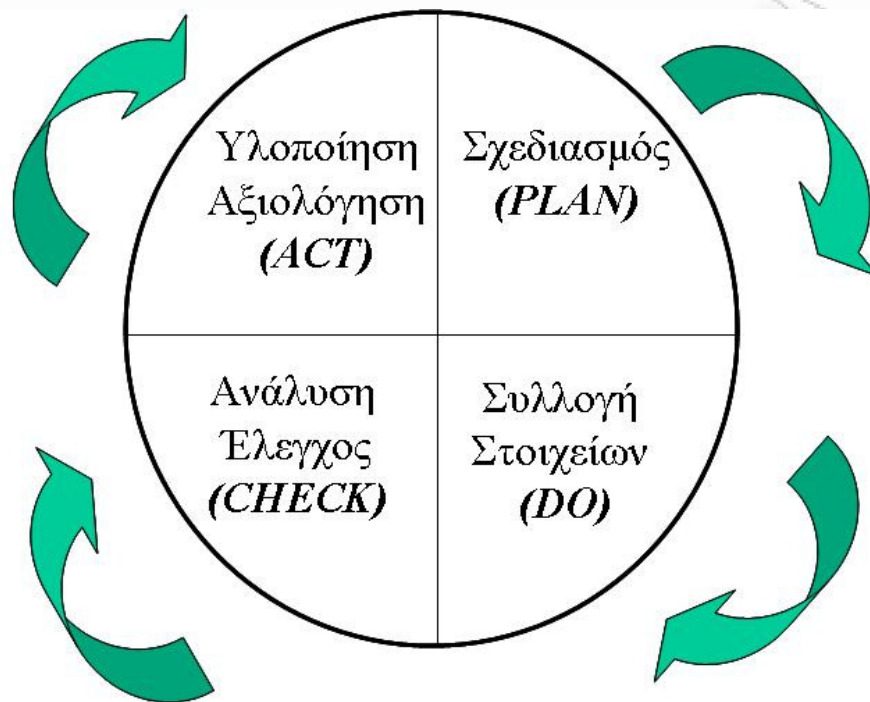 Υλοποίηση
Αξιολόγηση
(ACT)
Σχεδιασμός
(PLAN)
Ανάλυση
Έλεγχος
(CHECK)
Συλλογή
Στοιχείων
(DO)